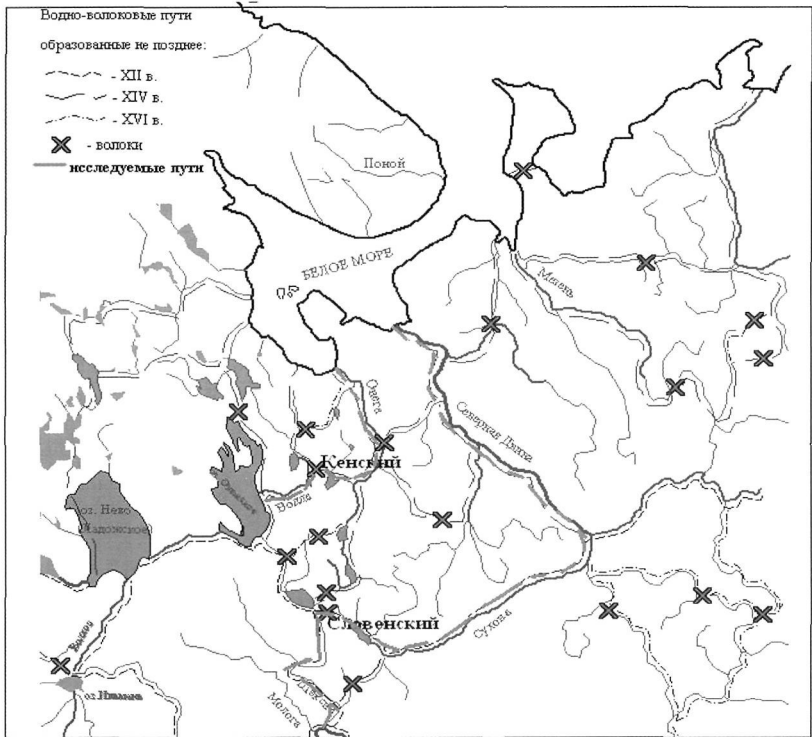 Водно-волоковые пути
образованные не позднее:
- XII в.
- XIV в.
- XVI в.
- волоки
исследуемые пути
Поной
БЕЛОЕ МОРЕ
Мезень
Онега
Северная Двина
Кенский
Водла
оз. Нево
(Ладожское)
Словенский
Сухона
Волхов
Шексна
Молога
оз. Ильмень